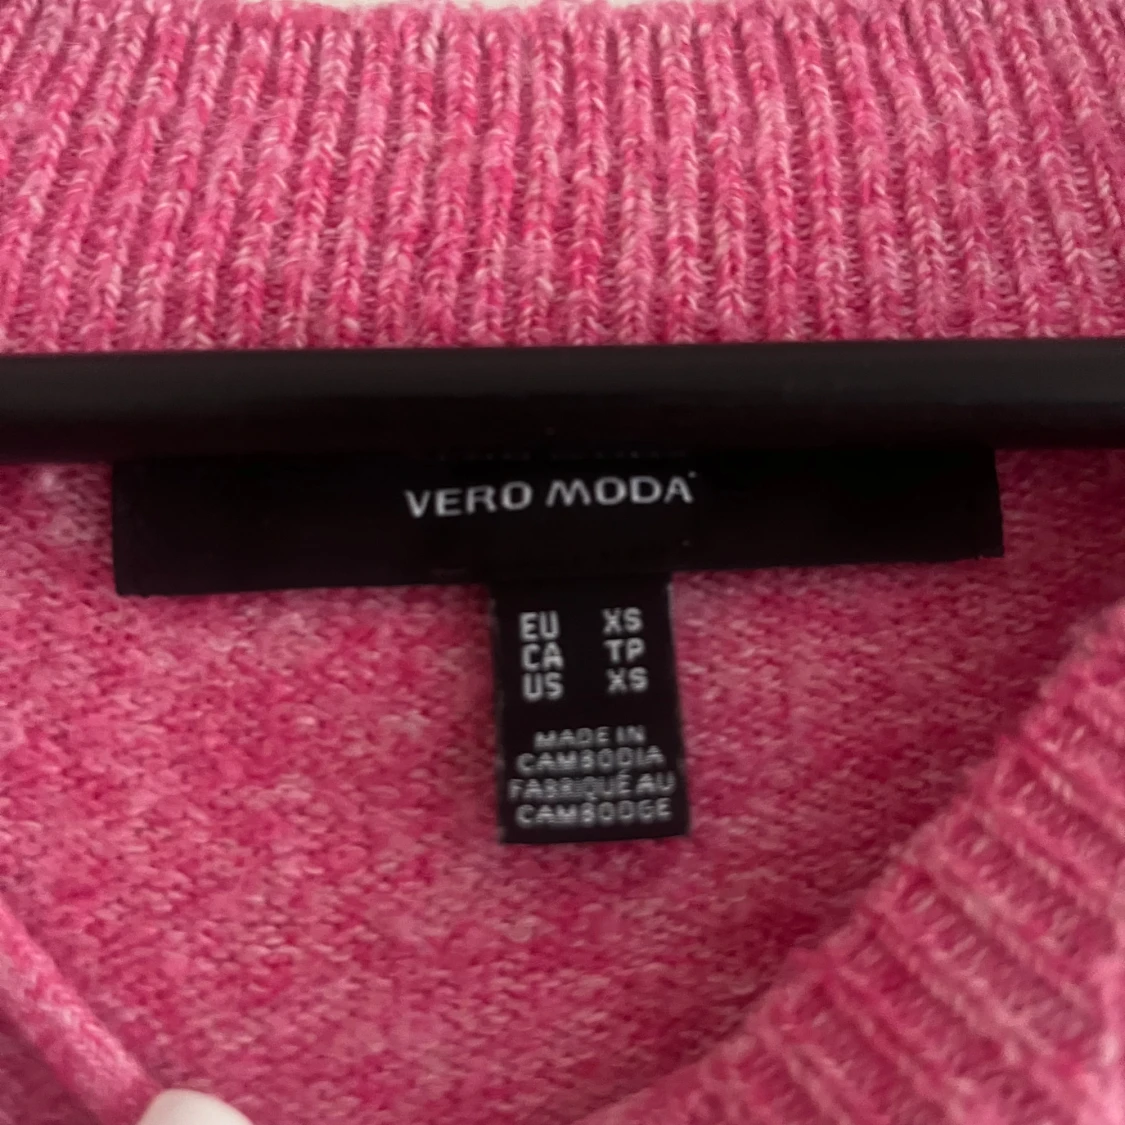 VERO MODA
EU XS
CA TP
US XS
MADE IN
CAMBODIA
FABRIQUÉ AU
CAMBODGE